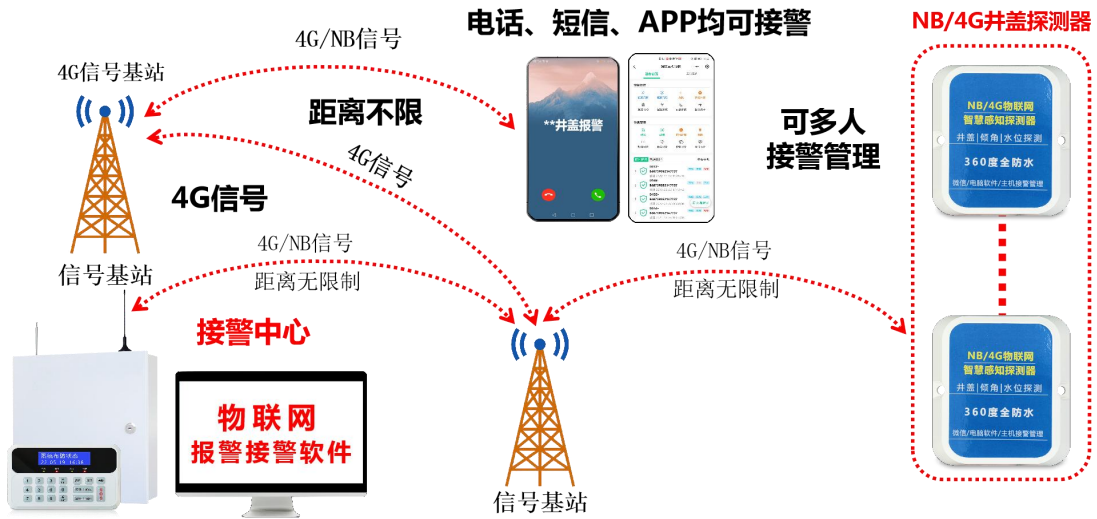 电话、短信、APP均可接警
NB/4G井盖探测器
4G/NB信号
4G信号基站
距离不限
**井盖报警
可多人
接警管理
4G信号
4G信号
信号基站
4G/NB信号
距离无限制
4G/NB信号
距离无限制
接警中心
物联网
报警接警软件
系统布防状态
信号基站
NB/4G物联网
智慧感知探测器
井盖|倾角|水位探测
360度全防水
微信/电脑软件/主机接警管理
NB/4G物联网
智慧感知探测器
井盖|倾角|水位探测
360度全防水
微信/电脑软件/主机接警管理